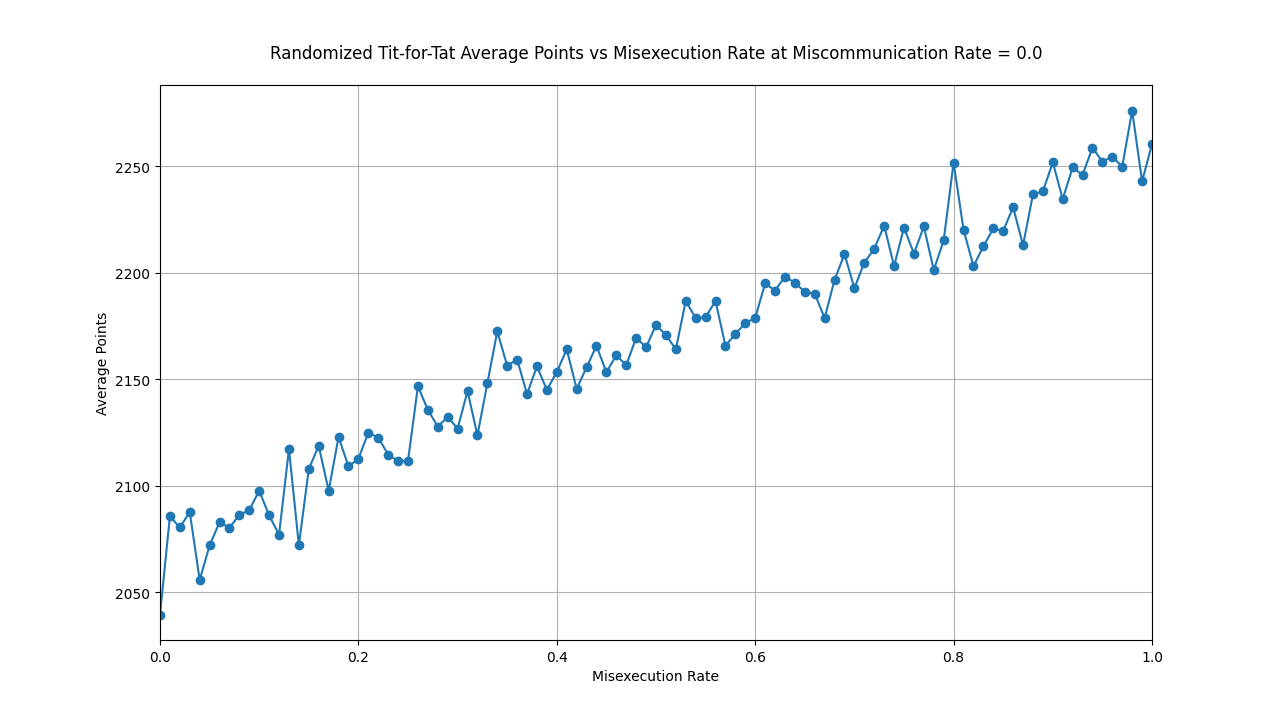 Randomized Tit-for-Tat Average Points vs Misexecution Rate at Miscommunication Rate = 0.0
Average Points
2250
2200
2150
2100
2050
0.0 0.2 0.4 0.6 0.8 1.0
Misexecution Rate